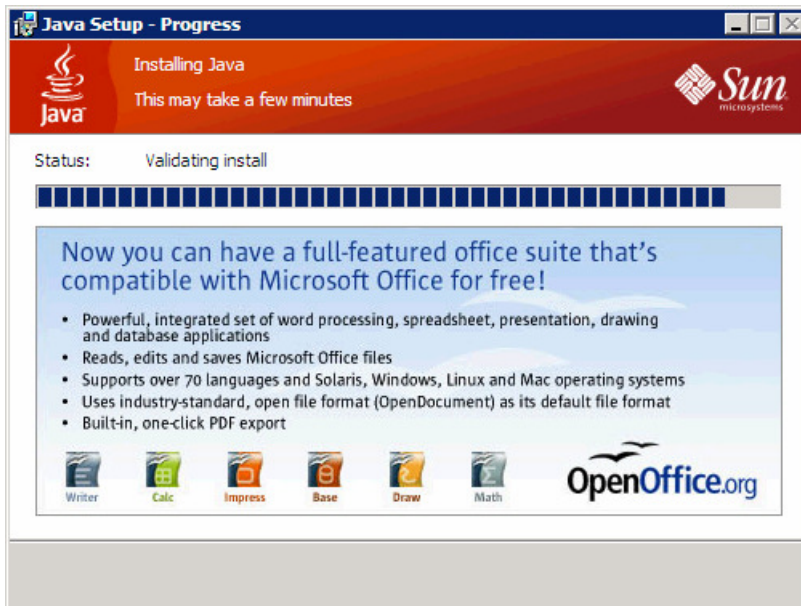 Java Setup - Progress
Installing Java
This may take a few minutes
Java
Sun
microsystems
Status: Validating install
Now you can have a full-featured office suite that's
compatible with Microsoft Office for free!
• Powerful, integrated set of word processing, spreadsheet, presentation, drawing
and database applications
• Reads, edits and saves Microsoft Office files
• Supports over 70 languages and Solaris, Windows, Linux and Mac operating systems
• Uses industry-standard, open file format (OpenDocument) as its default file format
• Built-in, one-click PDF export
Writer Calc Impress Base Draw Math
OpenOffice.org